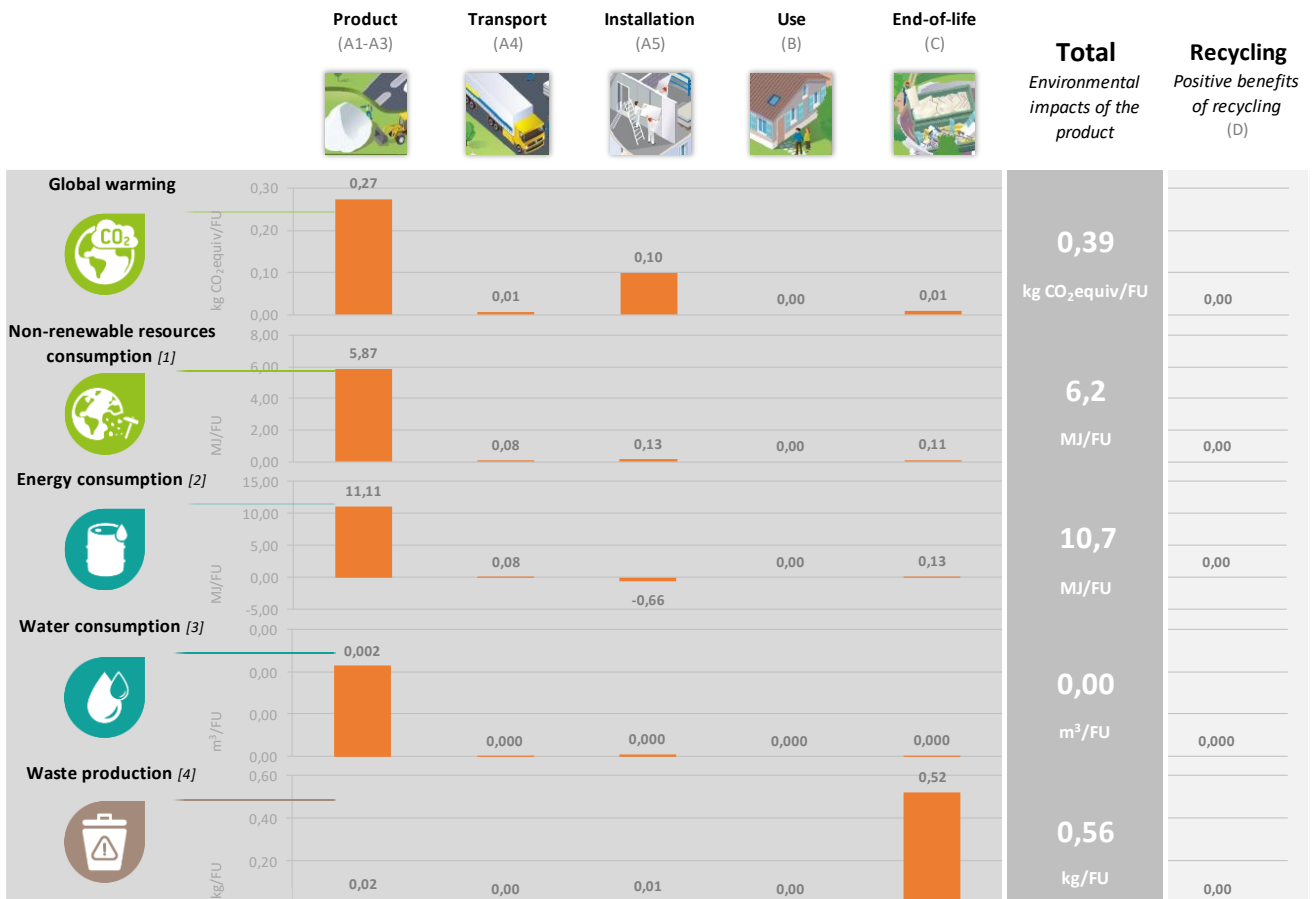 Product
(A1-A3)
Transport
(A4)
Installation
(A5)
Use
(B)
End-of-life
(C)
Total
Environmental
impacts of the
product
Recycling
Positive benefits
of recycling
(D)
Global warming
CO2
kg CO2equiv/FU
0,30
0,20
0,10
0,00
0,27
0,01
0,10
0,00
0,01
0,39
kg CO2equiv/FU
0,00
Non-renewable resources
consumption [1]
MJ/FU
8,00
6,00
4,00
2,00
0,00
5,87
0,08
0,13
0,00
0,11
6,2
MJ/FU
0,00
Energy consumption [2]
MJ/FU
15,00
10,00
5,00
0,00
-5,00
11,11
0,08
-0,66
0,00
0,13
10,7
MJ/FU
0,00
Water consumption [3]
m³/FU
0,00
0,00
0,00
0,00
0,002
0,000
0,000
0,000
0,000
0,00
m³/FU
0,000
Waste production [4]
kg/FU
0,60
0,40
0,20
0,02
0,00
0,01
0,00
0,52
0,56
kg/FU
0,00